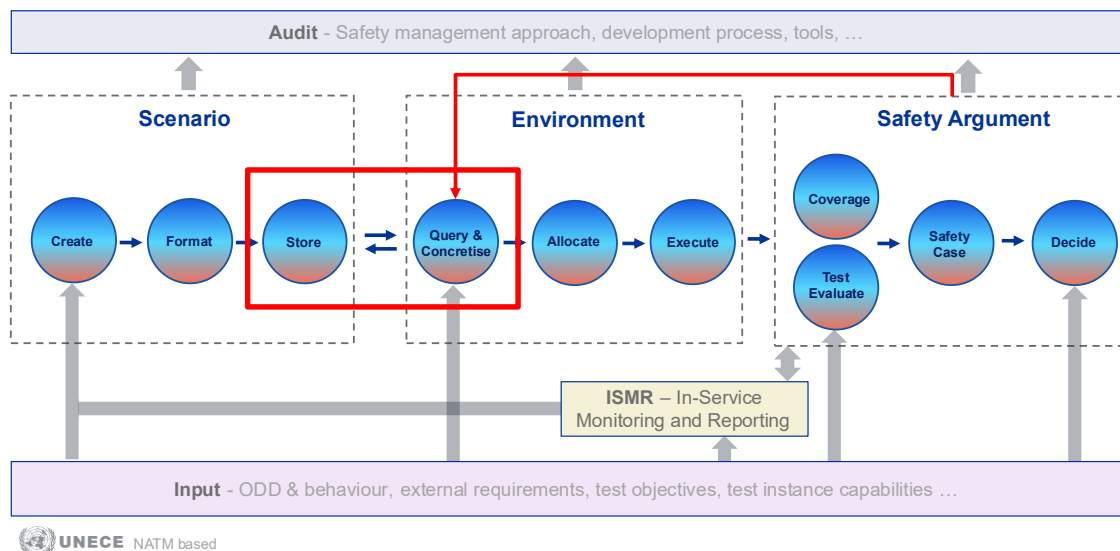 Audit - Safety management approach, development process, tools, …
Scenario
Environment
Safety Argument
Create
Format
Store
Query &
Concretise
Allocate
Execute
Coverage
Test
Evaluate
Safety
Case
Decide
ISMR – In-Service
Monitoring and Reporting
Input - ODD & behaviour, external requirements, test objectives, test instance capabilities …
UNECE NATM based